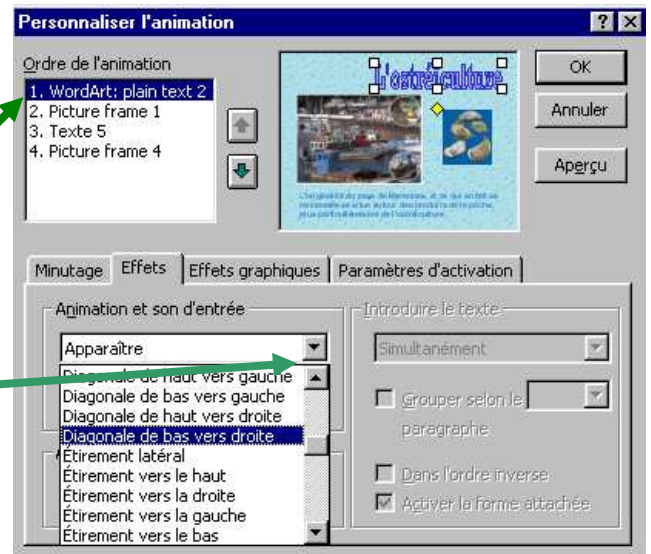 Personnaliser l'animation
Ordre de l'animation
1. WordArt: plain text 2
2. Picture frame 1
3. Texte 5
4. Picture frame 4
L'ostréiculture
OK
Annuler
Aperçu
Minutage
Effets
Effets graphiques
Paramètres d'activation
Animation et son d'entrée
Apparaître
Diagonale de haut vers gauche
Diagonale de bas vers gauche
Diagonale de haut vers droite
Diagonale de bas vers droite
Étirement latéral
Étirement vers le haut
Étirement vers la droite
Étirement vers la gauche
Étirement vers le bas
Introduire le texte
Simultanément
Grouper selon le
paragraphe
Dans l'ordre inverse
Activer la forme attachée